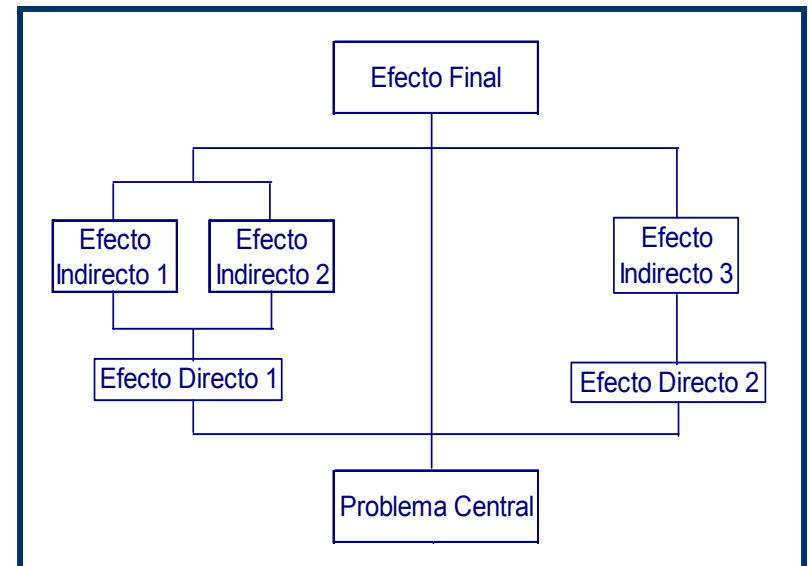 Efecto Final
Efecto
Indirecto 1
Efecto
Indirecto 2
Efecto
Indirecto 3
Efecto Directo 1
Efecto Directo 2
Problema Central